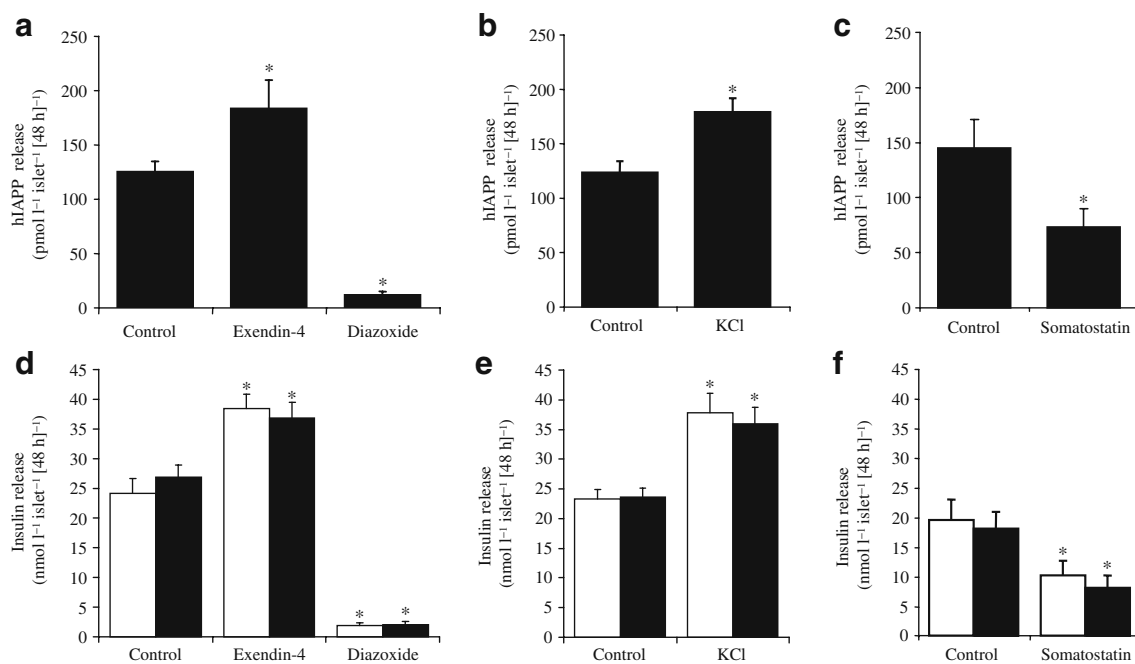 a
250
200
150
100
50
0
hIAPP release
(pmol l⁻¹ islet⁻¹ [48 h]⁻¹)
*
*
Control Exendin-4 Diazoxide
b
250
200
150
100
50
0
hIAPP release
(pmol l⁻¹ islet⁻¹ [48 h]⁻¹)
*
Control KCl
c
250
200
150
100
50
0
hIAPP release
(pmol l⁻¹ islet⁻¹ [48 h]⁻¹)
*
Control Somatostatin
d
45
40
35
30
25
20
15
10
5
0
Insulin release
(nmol l⁻¹ islet⁻¹ [48 h]⁻¹)
* *
* *
Control Exendin-4 Diazoxide
e
45
40
35
30
25
20
15
10
5
0
Insulin release
(nmol l⁻¹ islet⁻¹ [48 h]⁻¹)
* *
Control KCl
f
45
40
35
30
25
20
15
10
5
0
Insulin release
(nmol l⁻¹ islet⁻¹ [48 h]⁻¹)
* *
Control Somatostatin